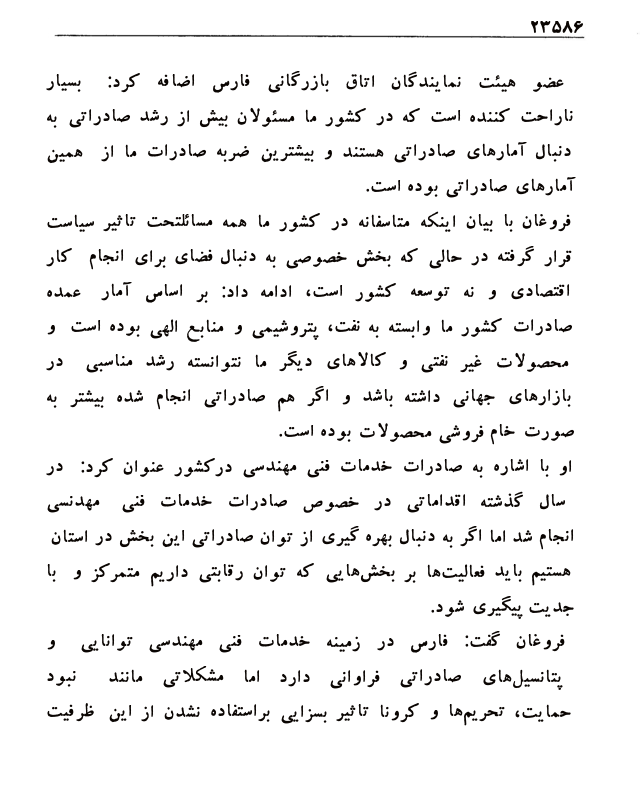 ۲۳۵۸۶
عضو هیئت نمایندگان اتاق بازرگانی فارس اضافه کرد: بسیار
ناراحت کننده است که در کشور ما مسئولان بیش از رشد صادراتی به
دنبال آمارهای صادراتی هستند و بیشترین ضربه صادرات ما از همین
آمارهای صادراتی بوده است.
فروغان با بیان اینکه متاسفانه در کشور ما همه مسائلتحت تاثیر سیاست
قرار گرفته در حالی که بخش خصوصی به دنبال فضای برای انجام کار
اقتصادی و نه توسعه کشور است، ادامه داد: بر اساس آمار عمده
صادرات کشور ما وابسته به نفت، پتروشیمی و منابع الهی بوده است و
محصولات غیر نفتی و کالاهای دیگر ما نتوانسته رشد مناسبی در
بازارهای جهانی داشته باشد و اگر هم صادراتی انجام شده بیشتر به
صورت خام فروشی محصولات بوده است.
او با اشاره به صادرات خدمات فنی مهندسی درکشور عنوان کرد: در
سال گذشته اقداماتی در خصوص صادرات خدمات فنی مهدنسی
انجام شد اما اگر به دنبال بهره گیری از توان صادراتی این بخش در استان
هستیم باید فعالیت‌ها بر بخش‌هایی که توان رقابتی داریم متمرکز و با
جدیت پیگیری شود.
فروغان گفت: فارس در زمینه خدمات فنی مهندسی توانایی و
پتانسیل‌های صادراتی فراوانی دارد اما مشکلاتی مانند نبود
حمایت، تحریم‌ها و کرونا تاثیر بسزایی براستفاده نشدن از این ظرفیت